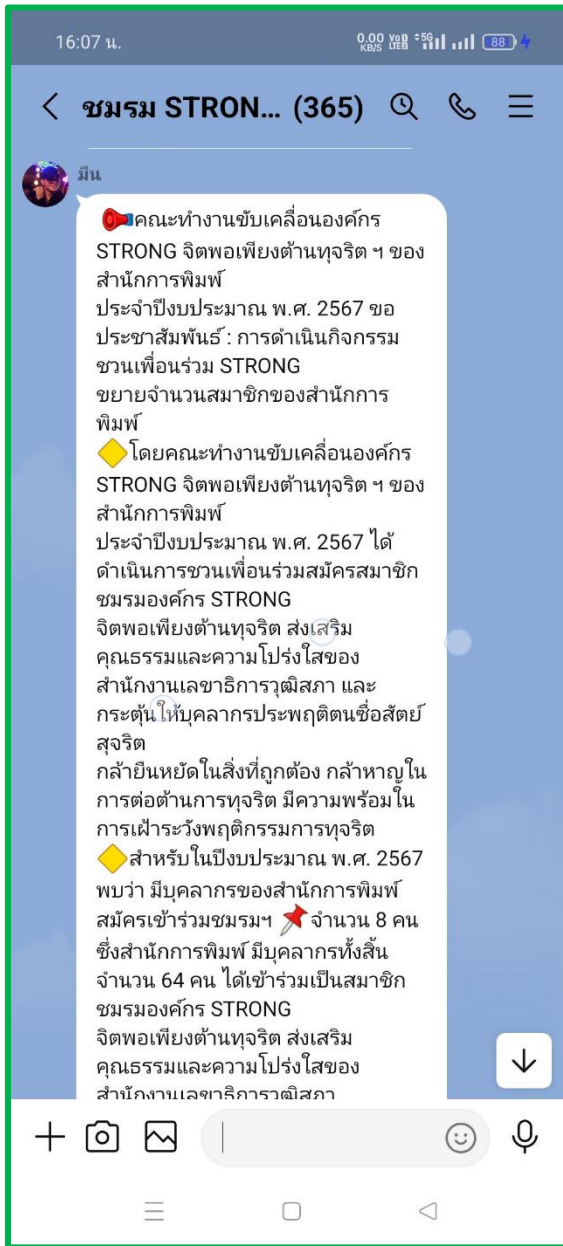 16:07 น.
0.00 KB/S Yo0 LTE 5G 88
ชมรม STRON... (365)
มีน
คณะทำงานขับเคลื่อนองค์กร
STRONG จิตพอเพียงต้านทุจริต ฯ ของ
สำนักการพิมพ์
ประจำปีงบประมาณ พ.ศ. 2567 ขอ
ประชาสัมพันธ์ : การดำเนินกิจกรรม
ชวนเพื่อนร่วม STRONG
ขยายจำนวนสมาชิกของสำนักการ
พิมพ์
โดยคณะทำงานขับเคลื่อนองค์กร
STRONG จิตพอเพียงต้านทุจริต ฯ ของ
สำนักการพิมพ์
ประจำปีงบประมาณ พ.ศ. 2567 ได้
ดำเนินการชวนเพื่อนร่วมสมัครสมาชิก
ชมรมองค์กร STRONG
จิตพอเพียงต้านทุจริต ส่งเสริม
คุณธรรมและความโปร่งใสของ
สำนักงานเลขาธิการวุฒิสภา และ
กระตุ้นให้บุคลากรประพฤติตนซื่อสัตย์
สุจริต
กล้ายืนหยัดในสิ่งที่ถูกต้อง กล้าหาญใน
การต่อต้านการทุจริต มีความพร้อมใน
การเฝ้าระวังพฤติกรรมการทุจริต
สำหรับในปีงบประมาณ พ.ศ. 2567
พบว่า มีบุคลากรของสำนักการพิมพ์
สมัครเข้าร่วมชมรมฯ จำนวน 8 คน
ซึ่งสำนักการพิมพ์ มีบุคลากรทั้งสิ้น
จำนวน 64 คน ได้เข้าร่วมเป็นสมาชิก
ชมรมองค์กร STRONG
จิตพอเพียงต้านทุจริต ส่งเสริม
คุณธรรมและความโปร่งใสของ
สำนักงานเลขาธิการวุฒิสภา